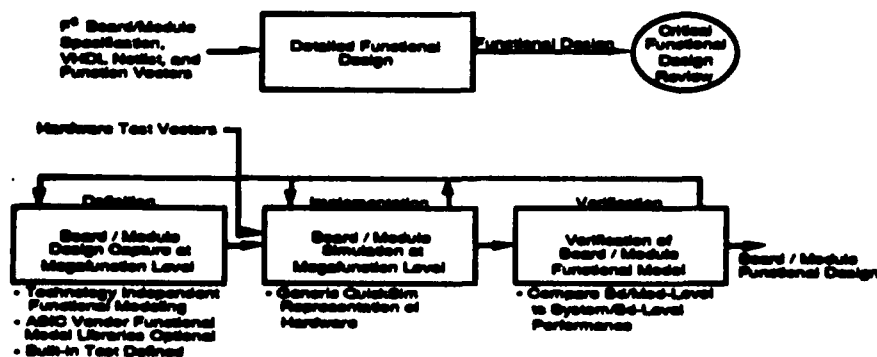 F³ Board/Module
Specification,
VHDL Netlist, and
Function Vectors
Detailed Functional
Design
Functional Design
Critical
Functional
Design
Review
Hardware Test Vectors
Definition
Board / Module
Design Capture at
Megafunction Level
• Technology Independent
Functional Modeling
• ASIC Vendor Functional
Model Libraries Optional
• Built-in Test Defined
Implementation
Board / Module
Simulation at
Megafunction Level
• Generic QuickSim
Representation of
Hardware
Verification
Verification of
Board / Module
Functional Model
• Compare Bd/Mod-Level
to System/Bd-Level
Performance
Board / Module
Functional Design